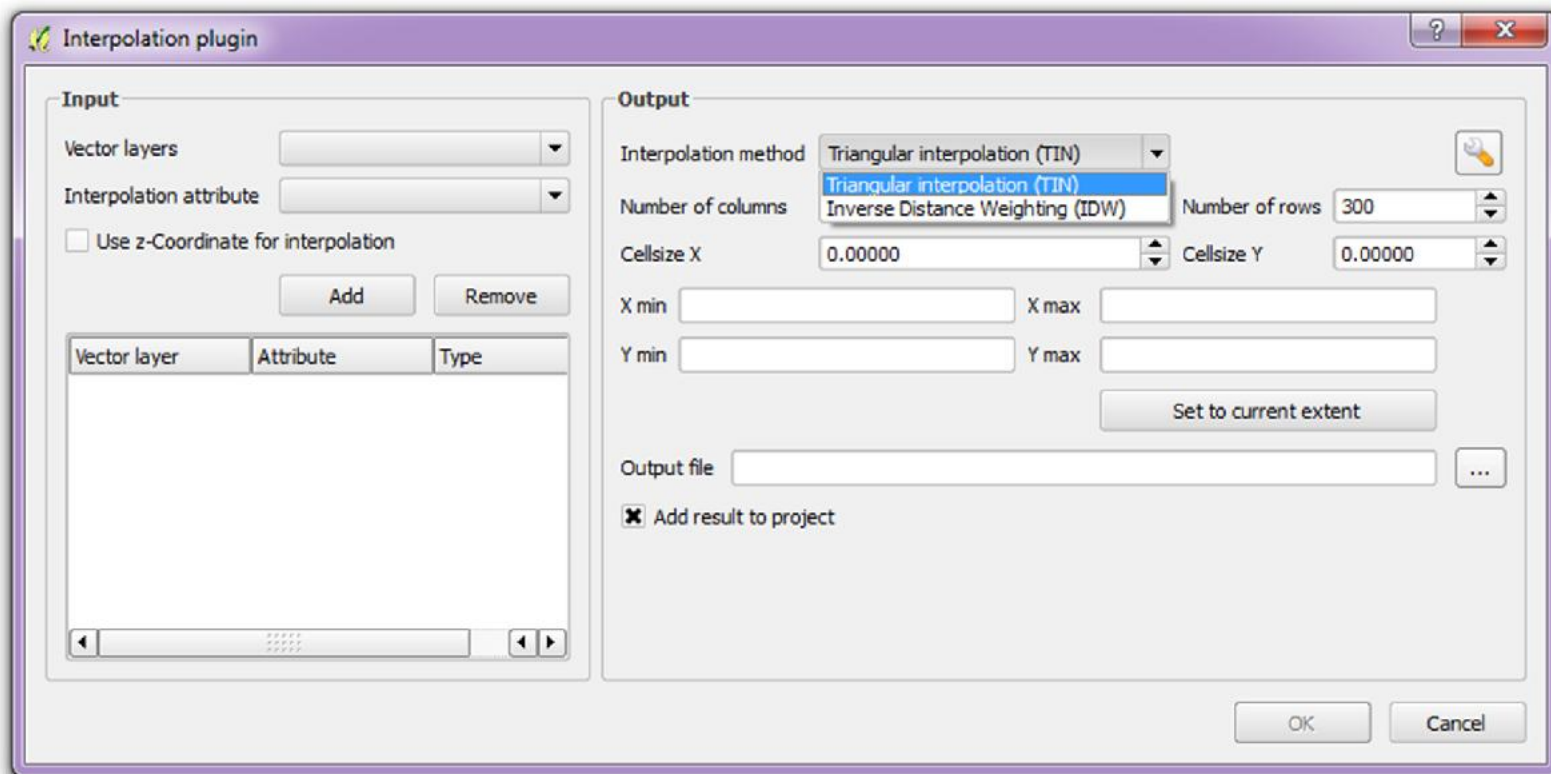 Interpolation plugin
?
Input
Vector layers
Interpolation attribute
Use z-Coordinate for interpolation
Add
Remove
Vector layer
Attribute
Type
Output
Interpolation method
Triangular interpolation (TIN)
Triangular interpolation (TIN)
Inverse Distance Weighting (IDW)
Number of columns
Number of rows
300
Cellsize X
0.00000
Cellsize Y
0.00000
X min
X max
Y min
Y max
Set to current extent
Output file
...
Add result to project
OK
Cancel